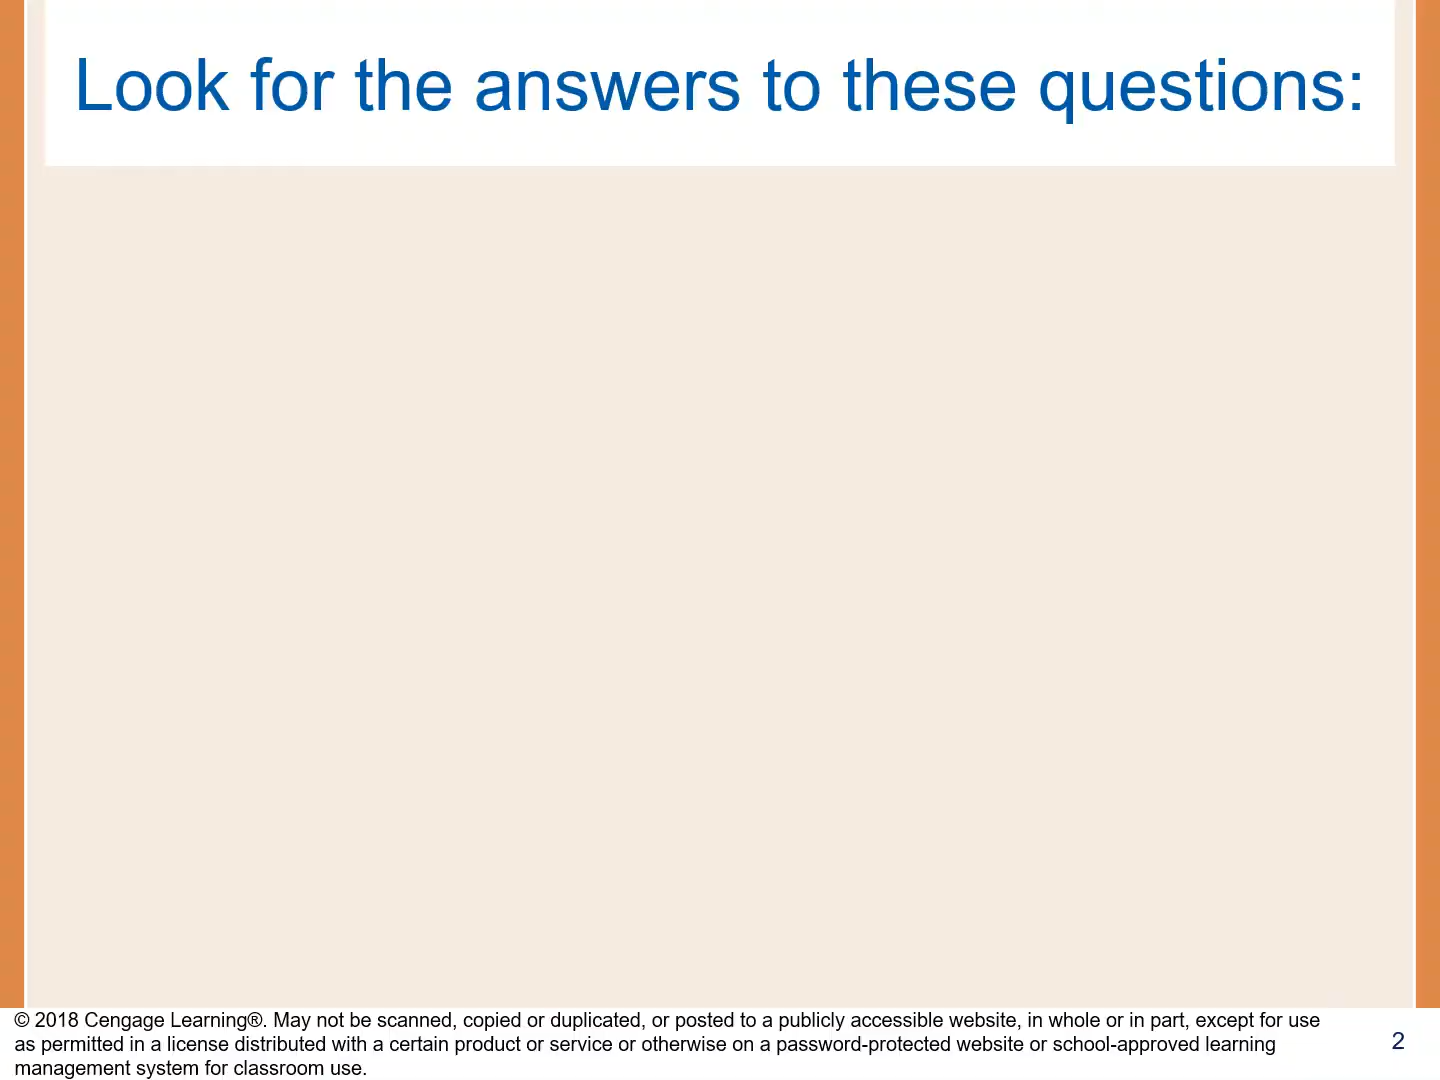 Look for the answers to these questions:
© 2018 Cengage Learning®. May not be scanned, copied or duplicated, or posted to a publicly accessible website, in whole or in part, except for use
as permitted in a license distributed with a certain product or service or otherwise on a password-protected website or school-approved learning
management system for classroom use.
2